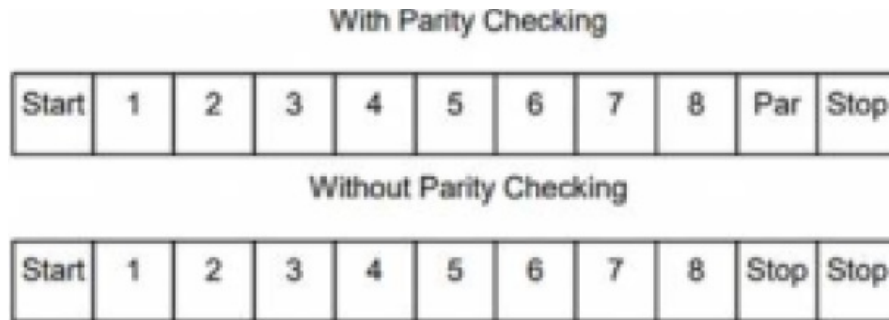 With Parity Checking
Start 1 2 3 4 5 6 7 8 Par Stop
Without Parity Checking
Start 1 2 3 4 5 6 7 8 Stop Stop